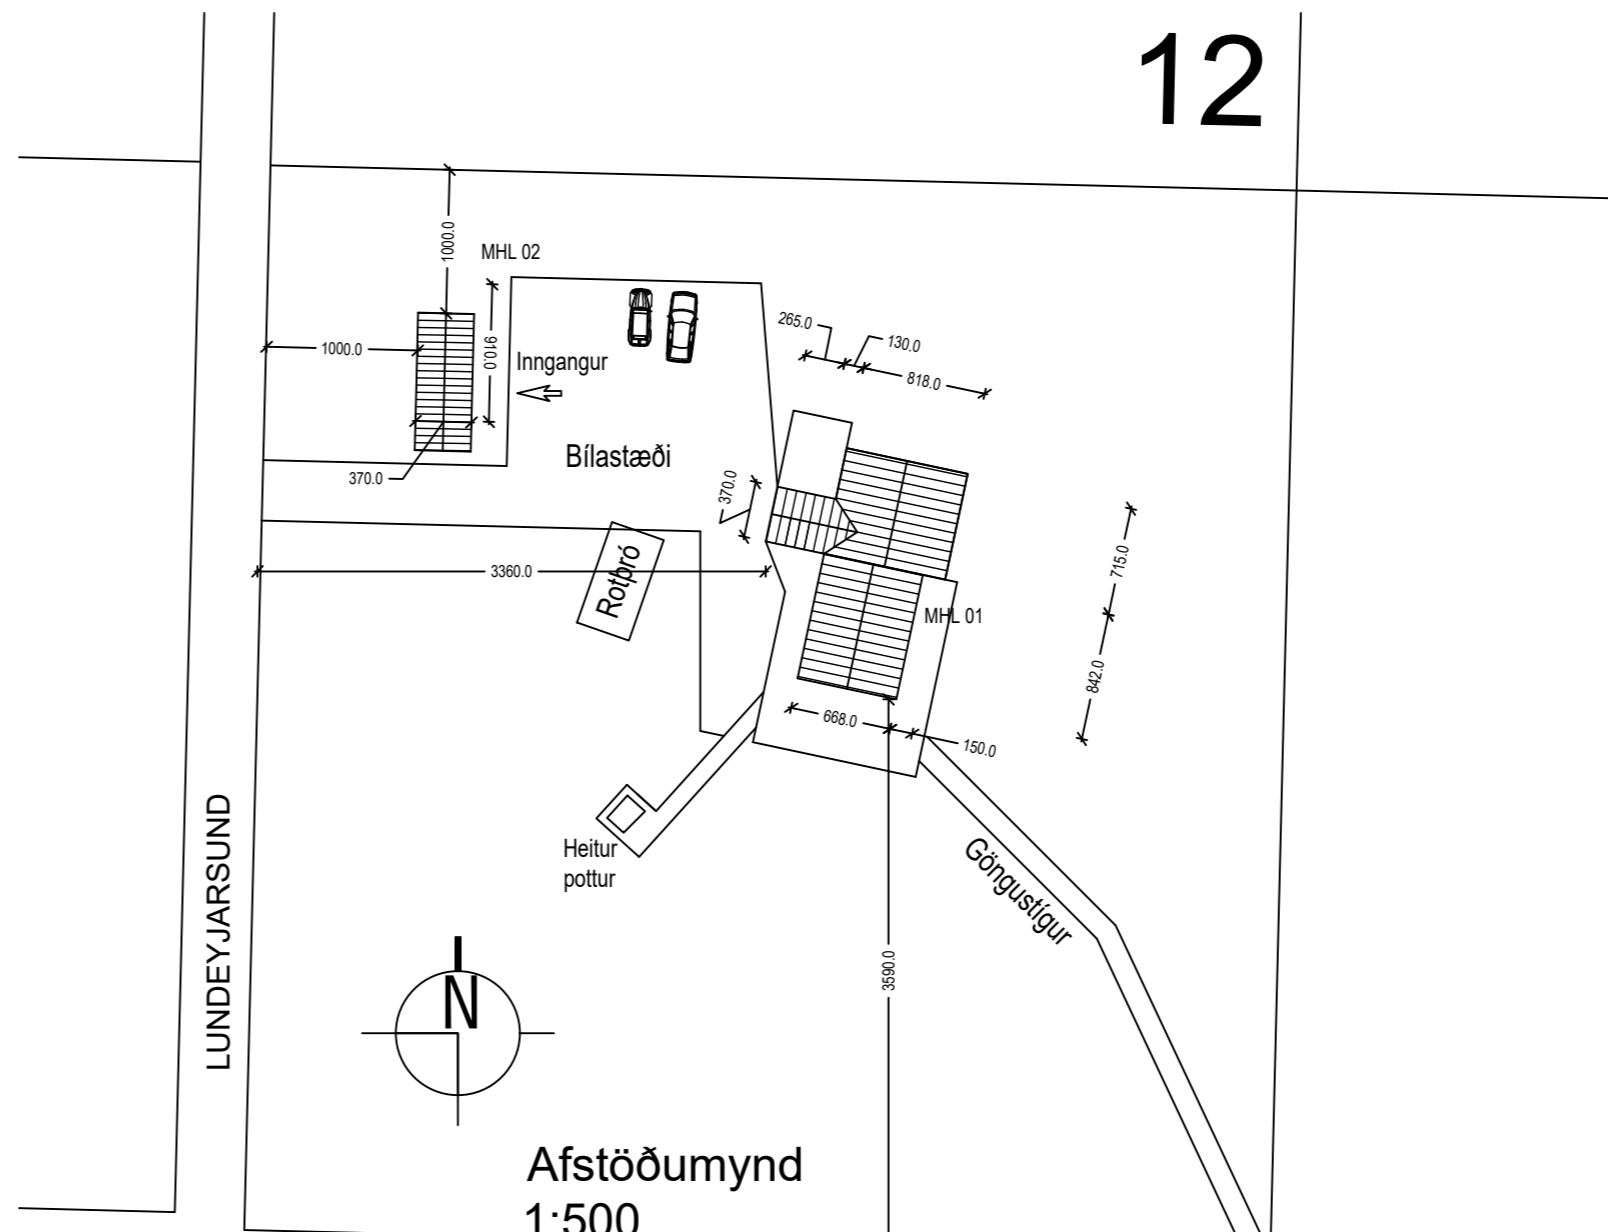 12
1000.0
MHL 02
265.0
130.0
1000.0
910.0
Inngangur
818.0
Bílastæði
370.0
370.0
3360.0
Rotþró
715.0
MHL 01
842.0
668.0
150.0
Heitur
pottur
LUNDEYJARSUND
Göngustígur
3590.0
N
Afstöðumynd
1:500